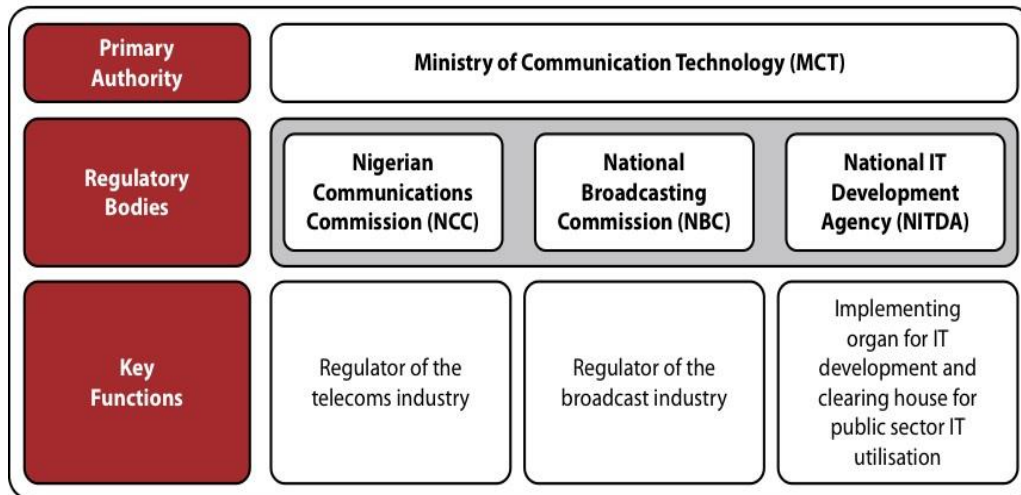 Primary
Authority
Ministry of Communication Technology (MCT)
Regulatory
Bodies
Nigerian
Communications
Commission (NCC)
National
Broadcasting
Commission (NBC)
National IT
Development
Agency (NITDA)
Key
Functions
Regulator of the
telecoms industry
Regulator of the
broadcast industry
Implementing
organ for IT
development and
clearing house for
public sector IT
utilisation